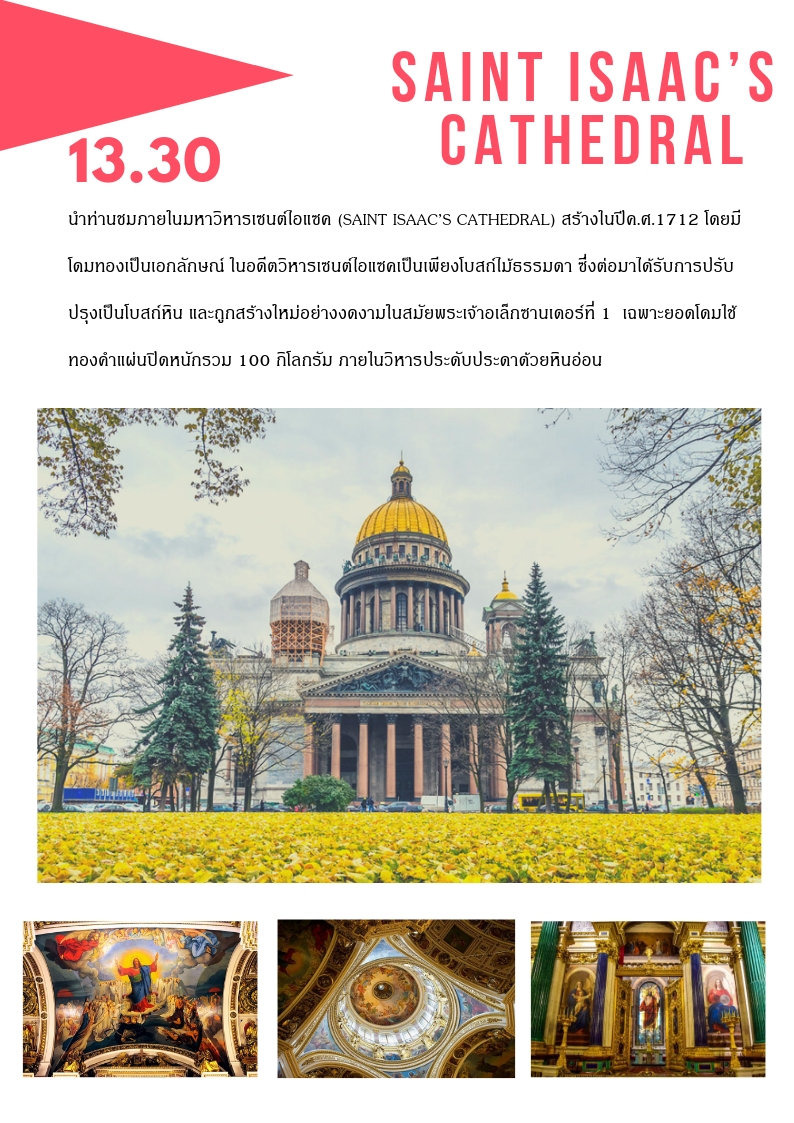 SAINT ISAAC'S
CATHEDRAL
13.30
นำท่านชมภายในมหาวิหารเซนต์ไอแซค (SAINT ISAAC'S CATHEDRAL) สร้างในปีค.ศ.1712 โดยมี
โดมทองเป็นเอกลักษณ์ ในอดีตวิหารเซนต์ไอแซคเป็นเพียงโบสถ์ไม้ธรรมดา ซึ่งต่อมาได้รับการปรับ
ปรุงเป็นโบสถ์หิน และถูกสร้างใหม่อย่างงดงามในสมัยพระเจ้าอเล็กซานเดอร์ที่ 1 เฉพาะยอดโดมใช้
ทองคำแผ่นปิดหนักรวม 100 กิโลกรัม ภายในวิหารประดับประดาด้วยหินอ่อน